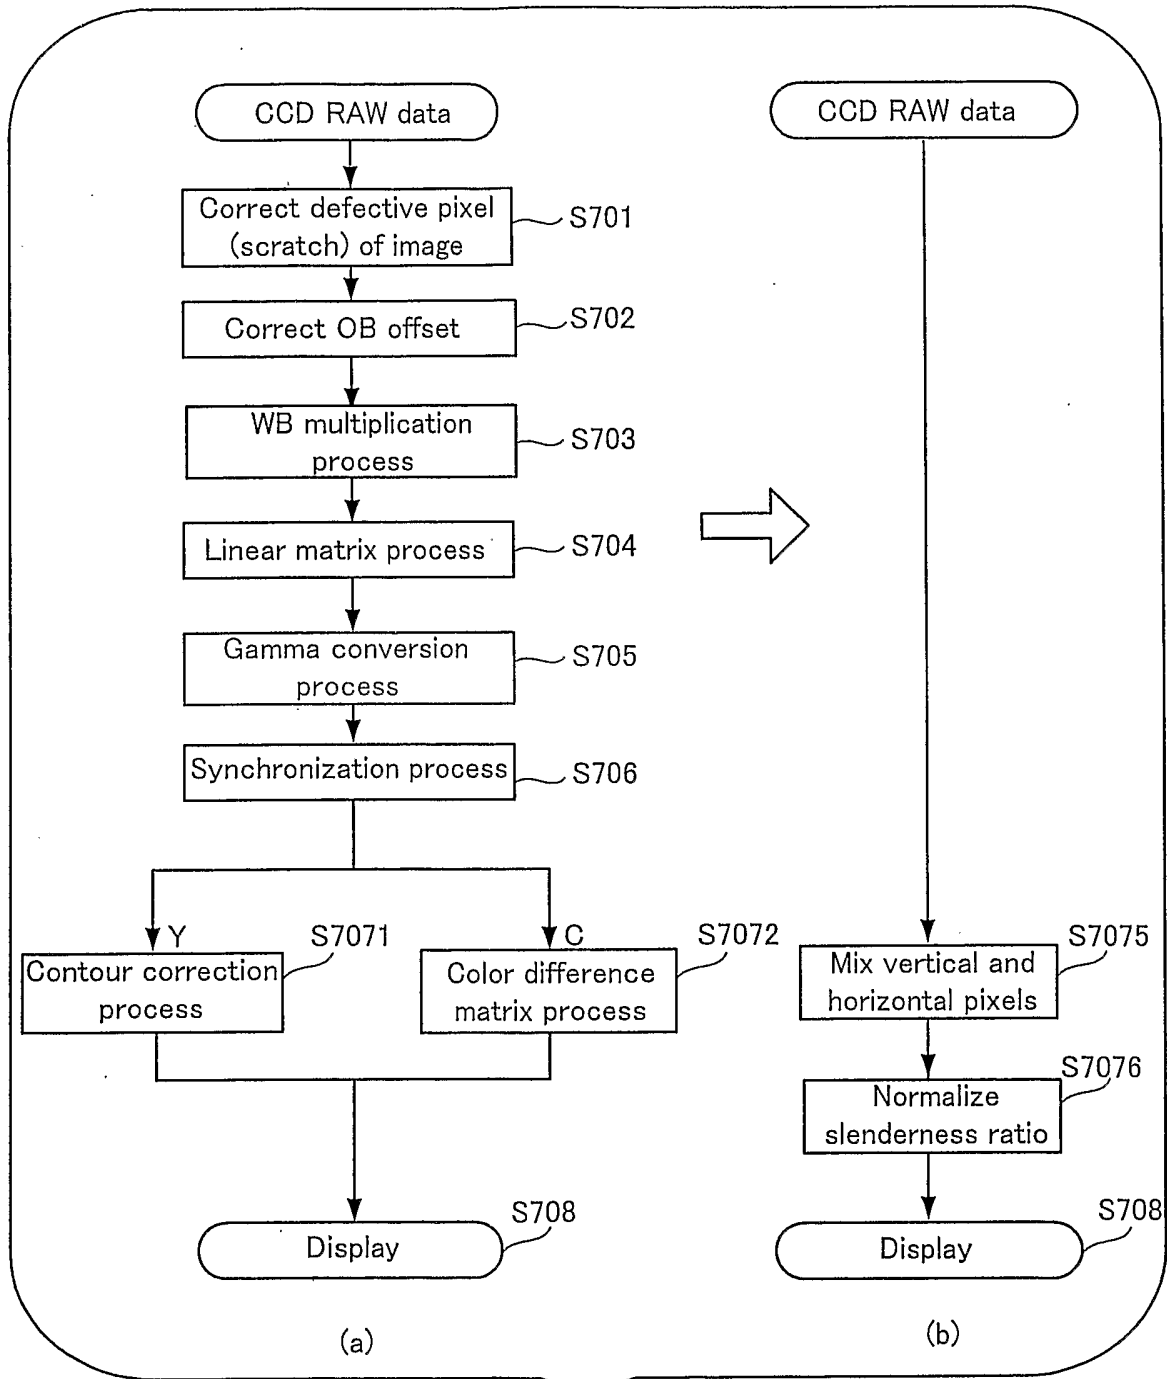 CCD RAW data
Correct defective pixel
(scratch) of image
S701
Correct OB offset
S702
WB multiplication
process
S703
Linear matrix process
S704
Gamma conversion
process
S705
Synchronization process
S706
Y
C
S7071
S7072
Contour correction
process
Color difference
matrix process
S708
Display
(a)
CCD RAW data
S7075
Mix vertical and
horizontal pixels
S7076
Normalize
slenderness ratio
S708
Display
(b)